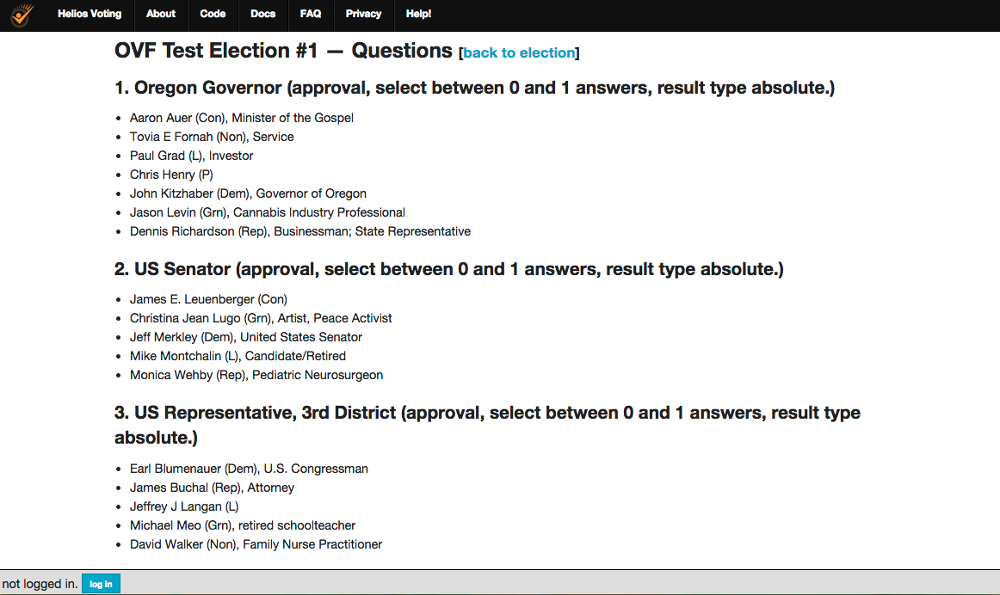 Helios Voting About Code Docs FAQ Privacy Help!
OVF Test Election #1 — Questions [back to election]
1. Oregon Governor (approval, select between 0 and 1 answers, result type absolute.)
• Aaron Auer (Con), Minister of the Gospel
• Tovia E Fornah (Non), Service
• Paul Grad (L), Investor
• Chris Henry (P)
• John Kitzhaber (Dem), Governor of Oregon
• Jason Levin (Grn), Cannabis Industry Professional
• Dennis Richardson (Rep), Businessman; State Representative
2. US Senator (approval, select between 0 and 1 answers, result type absolute.)
• James E. Leuenberger (Con)
• Christina Jean Lugo (Grn), Artist, Peace Activist
• Jeff Merkley (Dem), United States Senator
• Mike Montchalin (L), Candidate/Retired
• Monica Wehby (Rep), Pediatric Neurosurgeon
3. US Representative, 3rd District (approval, select between 0 and 1 answers, result type
absolute.)
• Earl Blumenauer (Dem), U.S. Congressman
• James Buchal (Rep), Attorney
• Jeffrey J Langan (L)
• Michael Meo (Grn), retired schoolteacher
• David Walker (Non), Family Nurse Practitioner
not logged in. log in